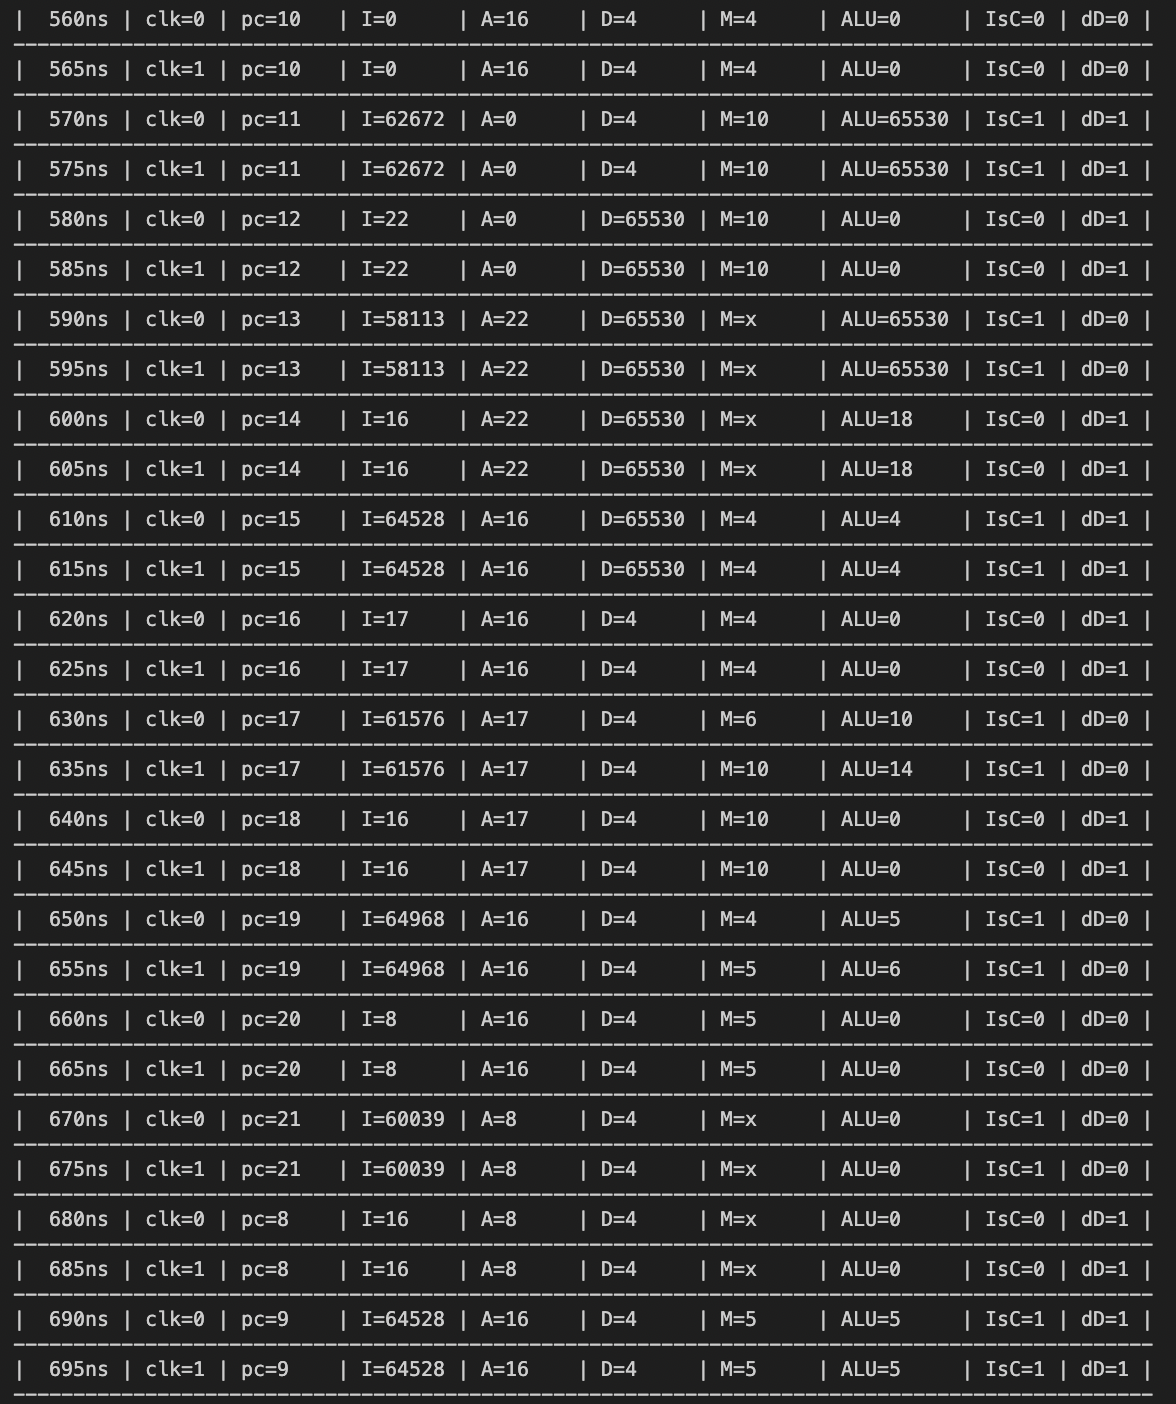 |  560ns | clk=0 | pc=10   | I=0     | A=16    | D=4     | M=4     | ALU=0     | IsC=0 | dD=0 |
|  565ns | clk=1 | pc=10   | I=0     | A=16    | D=4     | M=4     | ALU=0     | IsC=0 | dD=0 |
|  570ns | clk=0 | pc=11   | I=62672 | A=0     | D=4     | M=10    | ALU=65530 | IsC=1 | dD=1 |
|  575ns | clk=1 | pc=11   | I=62672 | A=0     | D=4     | M=10    | ALU=65530 | IsC=1 | dD=1 |
|  580ns | clk=0 | pc=12   | I=22    | A=0     | D=65530 | M=10    | ALU=0     | IsC=0 | dD=1 |
|  585ns | clk=1 | pc=12   | I=22    | A=0     | D=65530 | M=10    | ALU=0     | IsC=0 | dD=1 |
|  590ns | clk=0 | pc=13   | I=58113 | A=22    | D=65530 | M=x     | ALU=65530 | IsC=1 | dD=0 |
|  595ns | clk=1 | pc=13   | I=58113 | A=22    | D=65530 | M=x     | ALU=65530 | IsC=1 | dD=0 |
|  600ns | clk=0 | pc=14   | I=16    | A=22    | D=65530 | M=x     | ALU=18    | IsC=0 | dD=1 |
|  605ns | clk=1 | pc=14   | I=16    | A=22    | D=65530 | M=x     | ALU=18    | IsC=0 | dD=1 |
|  610ns | clk=0 | pc=15   | I=64528 | A=16    | D=65530 | M=4     | ALU=4     | IsC=1 | dD=1 |
|  615ns | clk=1 | pc=15   | I=64528 | A=16    | D=65530 | M=4     | ALU=4     | IsC=1 | dD=1 |
|  620ns | clk=0 | pc=16   | I=17    | A=16    | D=4     | M=4     | ALU=0     | IsC=0 | dD=1 |
|  625ns | clk=1 | pc=16   | I=17    | A=16    | D=4     | M=4     | ALU=0     | IsC=0 | dD=1 |
|  630ns | clk=0 | pc=17   | I=61576 | A=17    | D=4     | M=6     | ALU=10    | IsC=1 | dD=0 |
|  635ns | clk=1 | pc=17   | I=61576 | A=17    | D=4     | M=10    | ALU=14    | IsC=1 | dD=0 |
|  640ns | clk=0 | pc=18   | I=16    | A=17    | D=4     | M=10    | ALU=0     | IsC=0 | dD=1 |
|  645ns | clk=1 | pc=18   | I=16    | A=17    | D=4     | M=10    | ALU=0     | IsC=0 | dD=1 |
|  650ns | clk=0 | pc=19   | I=64968 | A=16    | D=4     | M=4     | ALU=5     | IsC=1 | dD=0 |
|  655ns | clk=1 | pc=19   | I=64968 | A=16    | D=4     | M=5     | ALU=6     | IsC=1 | dD=0 |
|  660ns | clk=0 | pc=20   | I=8     | A=16    | D=4     | M=5     | ALU=0     | IsC=0 | dD=0 |
|  665ns | clk=1 | pc=20   | I=8     | A=16    | D=4     | M=5     | ALU=0     | IsC=0 | dD=0 |
|  670ns | clk=0 | pc=21   | I=60039 | A=8     | D=4     | M=x     | ALU=0     | IsC=1 | dD=0 |
|  675ns | clk=1 | pc=21   | I=60039 | A=8     | D=4     | M=x     | ALU=0     | IsC=1 | dD=0 |
|  680ns | clk=0 | pc=8    | I=16    | A=8     | D=4     | M=x     | ALU=0     | IsC=0 | dD=1 |
|  685ns | clk=1 | pc=8    | I=16    | A=8     | D=4     | M=x     | ALU=0     | IsC=0 | dD=1 |
|  690ns | clk=0 | pc=9    | I=64528 | A=16    | D=4     | M=5     | ALU=5     | IsC=1 | dD=1 |
|  695ns | clk=1 | pc=9    | I=64528 | A=16    | D=4     | M=5     | ALU=5     | IsC=1 | dD=1 |